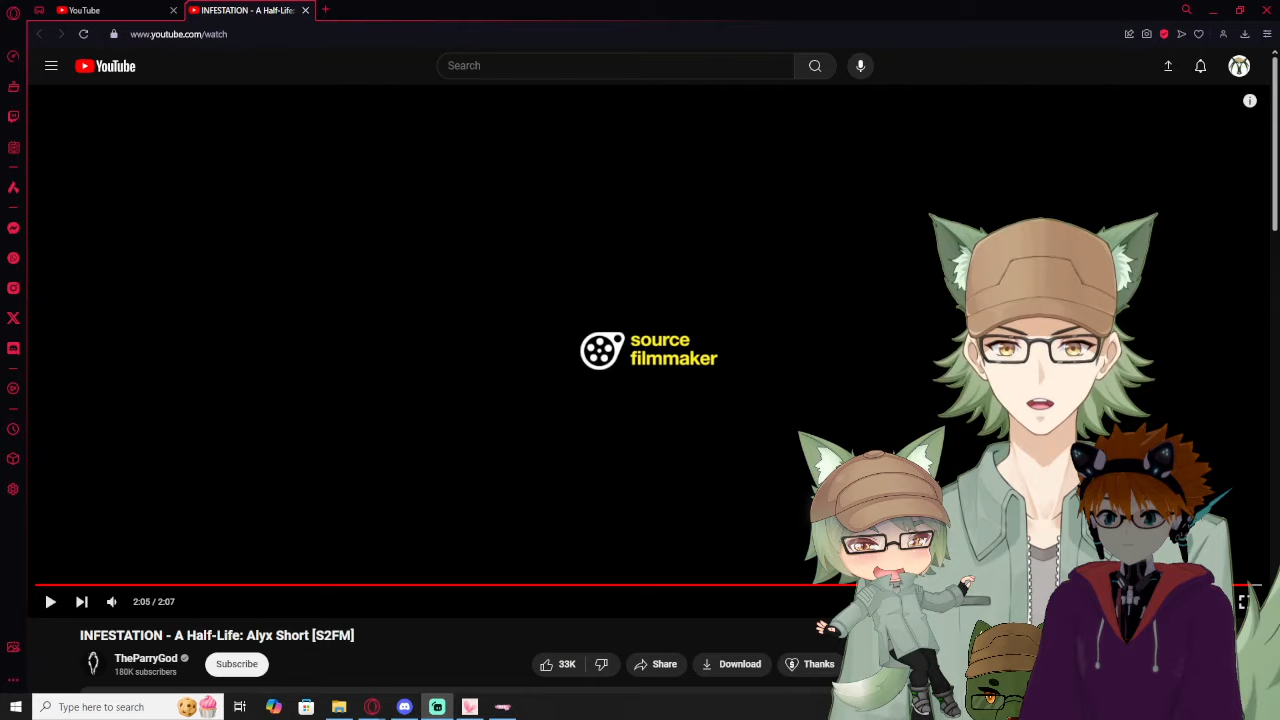 YouTube
INFESTATION - A Half-Life:
www.youtube.com/watch
YouTube
Search
source
filmmaker
2:05 / 2:07
INFESTATION - A Half-Life: Alyx Short [S2FM]
TheParryGod
180K subscribers
Subscribe
33K
Share
Download
Thanks
Type here to search